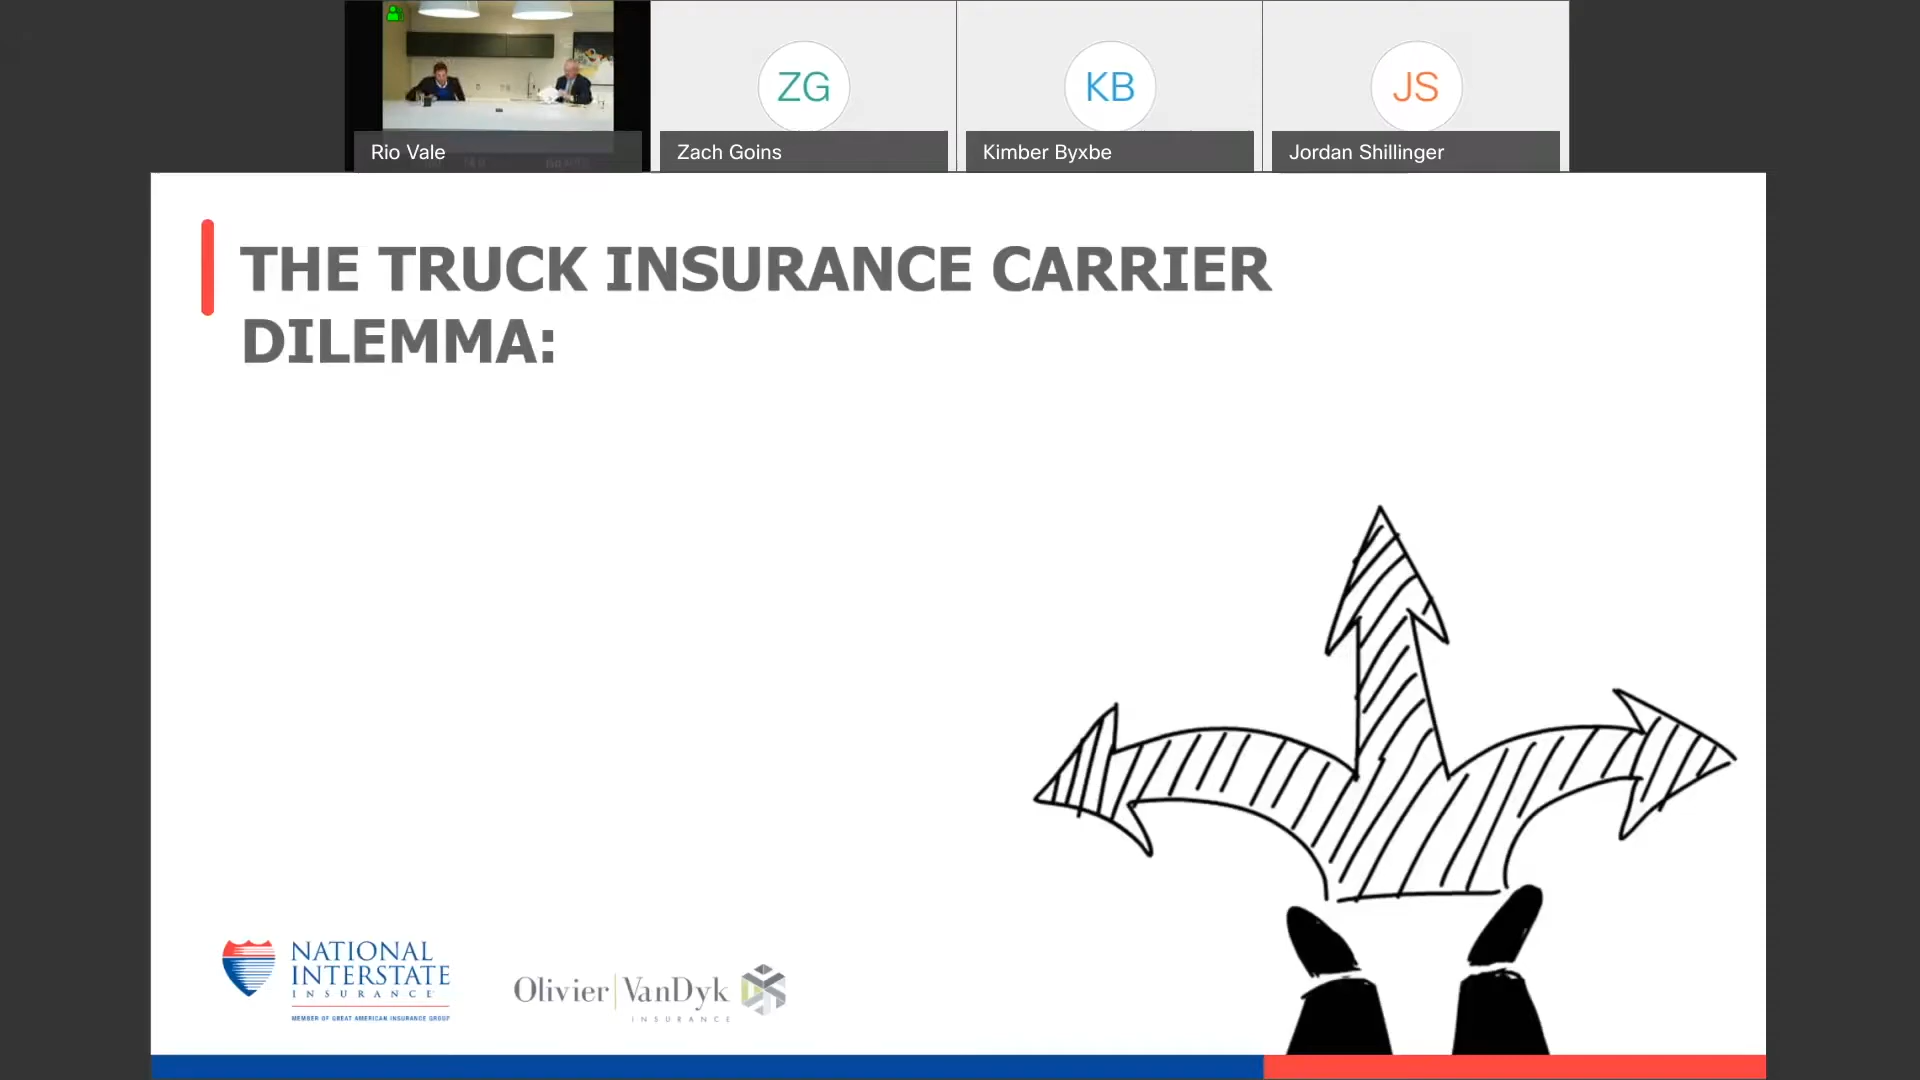 ZG
KB
JS
Rio Vale
Zach Goins
Kimber Byxbe
Jordan Shillinger
THE TRUCK INSURANCE CARRIER
DILEMMA:
NATIONAL
INTERSTATE
INSURANCE
MEMBER OF GREAT AMERICAN INSURANCE GROUP
Olivier|VanDyk
INSURANCE